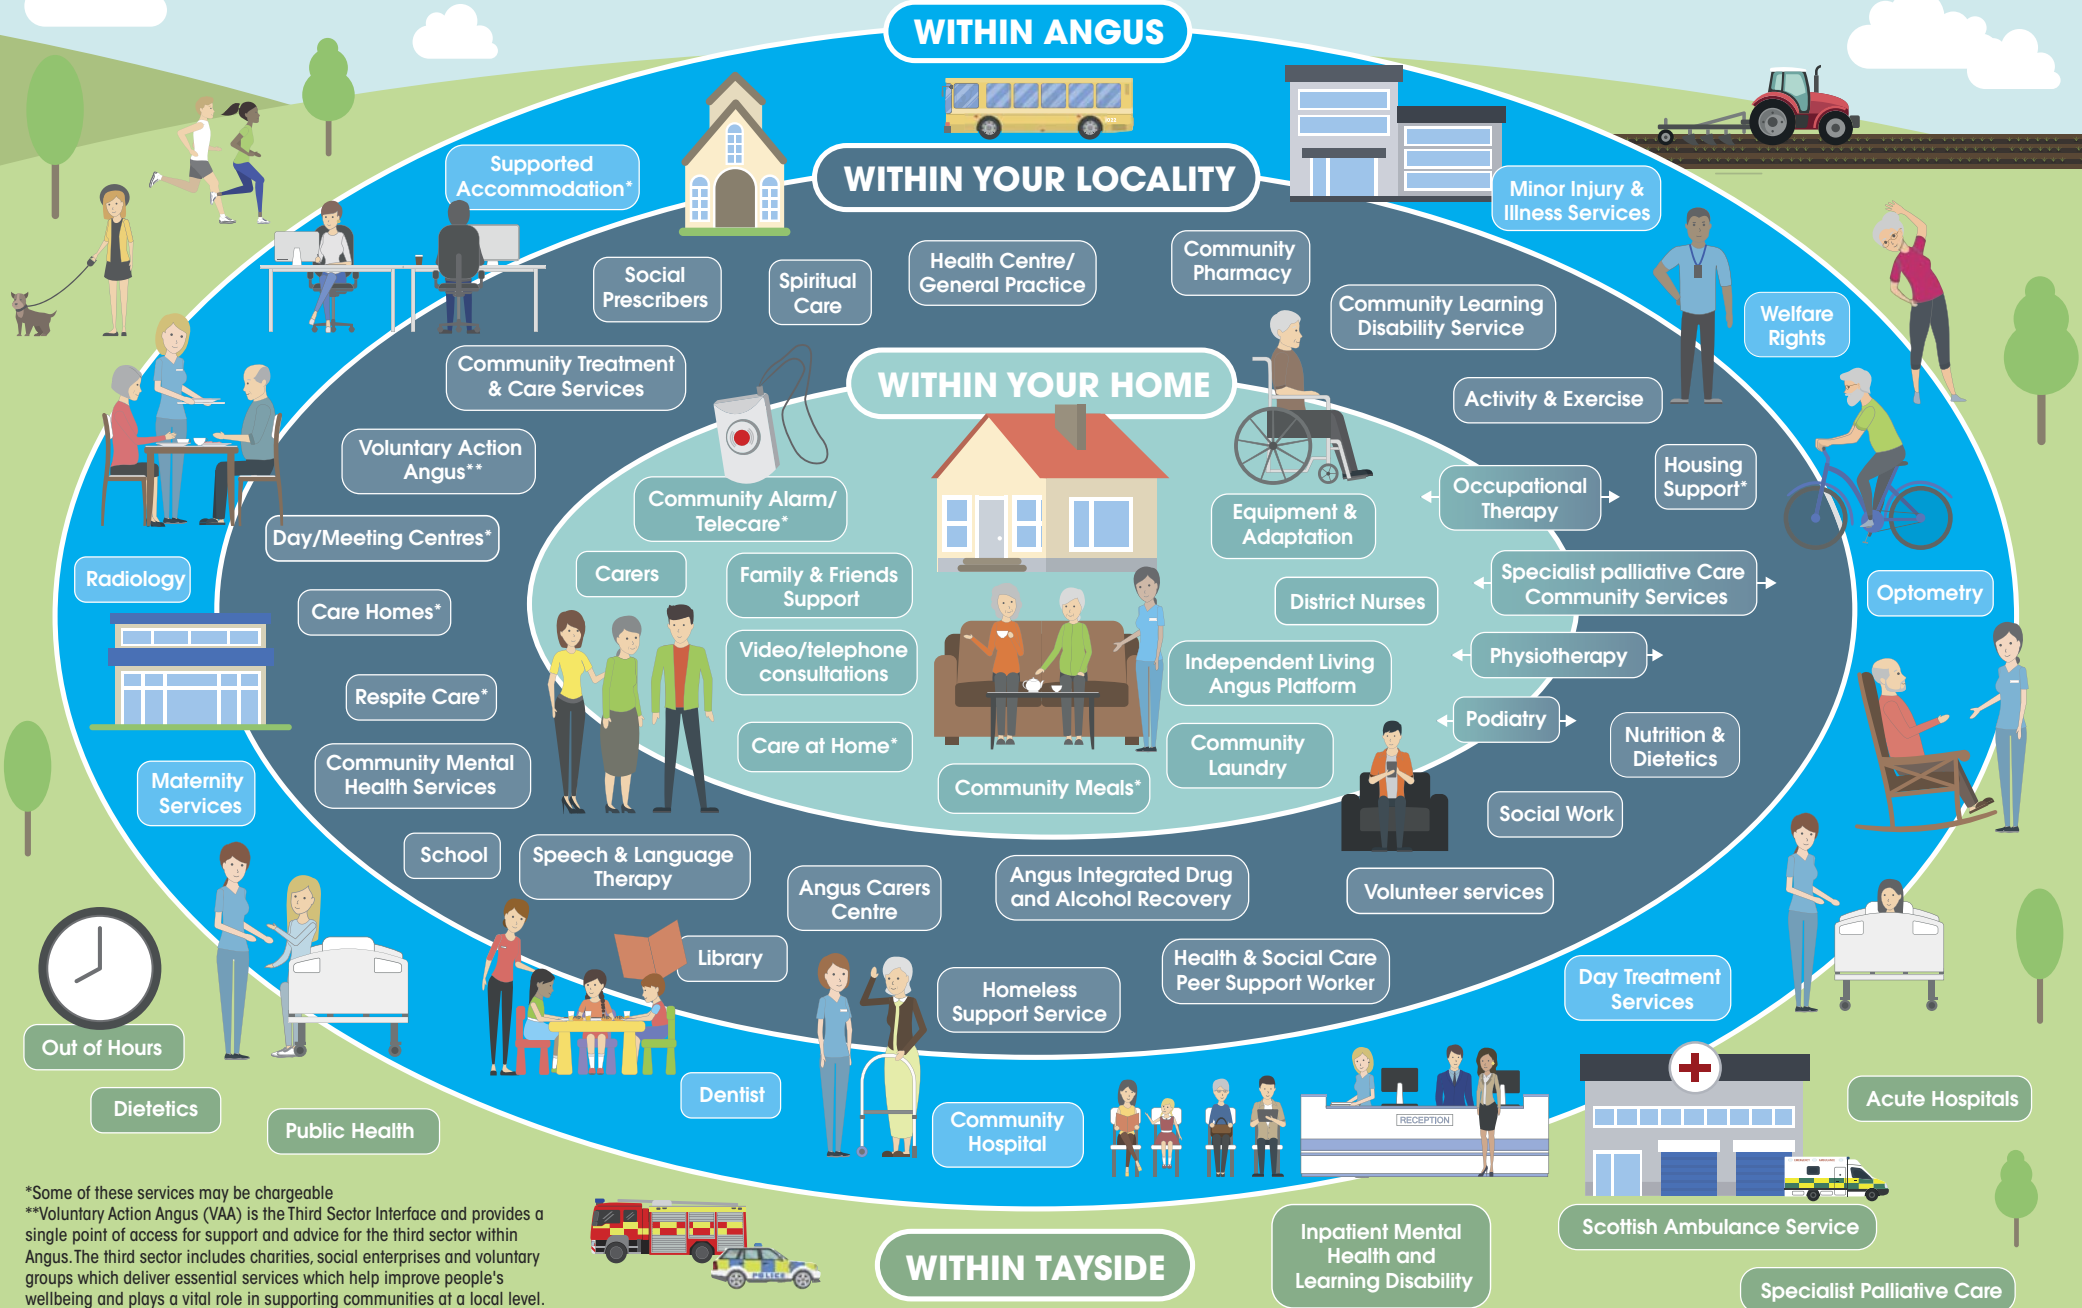 WITHIN ANGUS
2022
WITHIN YOUR LOCALITY
Supported
Accommodation*
Minor Injury &
Illness Services
Social
Prescribers
Spiritual
Care
Health Centre/
General Practice
Community
Pharmacy
Community Learning
Disability Service
Welfare
Rights
Community Treatment
& Care Services
WITHIN YOUR HOME
Activity & Exercise
Voluntary Action
Angus**
Community Alarm/
Telecare*
Equipment &
Adaptation
Occupational
Therapy
Housing
Support*
Day/Meeting Centres*
Radiology
Carers
Family & Friends
Support
District Nurses
Specialist palliative Care
Community Services
Optometry
Care Homes*
Video/telephone
consultations
Independent Living
Angus Platform
Physiotherapy
Respite Care*
Care at Home*
Community
Laundry
Podiatry
Nutrition &
Dietetics
Community Mental
Health Services
Maternity
Services
Community Meals*
Social Work
School
Speech & Language
Therapy
Angus Carers
Centre
Angus Integrated Drug
and Alcohol Recovery
Volunteer services
Library
Homeless
Support Service
Health & Social Care
Peer Support Worker
Day Treatment
Services
Out of Hours
Dietetics
Public Health
Dentist
Community
Hospital
RECEPTION
Acute Hospitals
*Some of these services may be chargeable
**Voluntary Action Angus (VAA) is the Third Sector Interface and provides a
single point of access for support and advice for the third sector within
Angus. The third sector includes charities, social enterprises and voluntary
groups which deliver essential services which help improve people's
wellbeing and plays a vital role in supporting communities at a local level.
POLICE
WITHIN TAYSIDE
Inpatient Mental
Health and
Learning Disability
Scottish Ambulance Service
Specialist Palliative Care